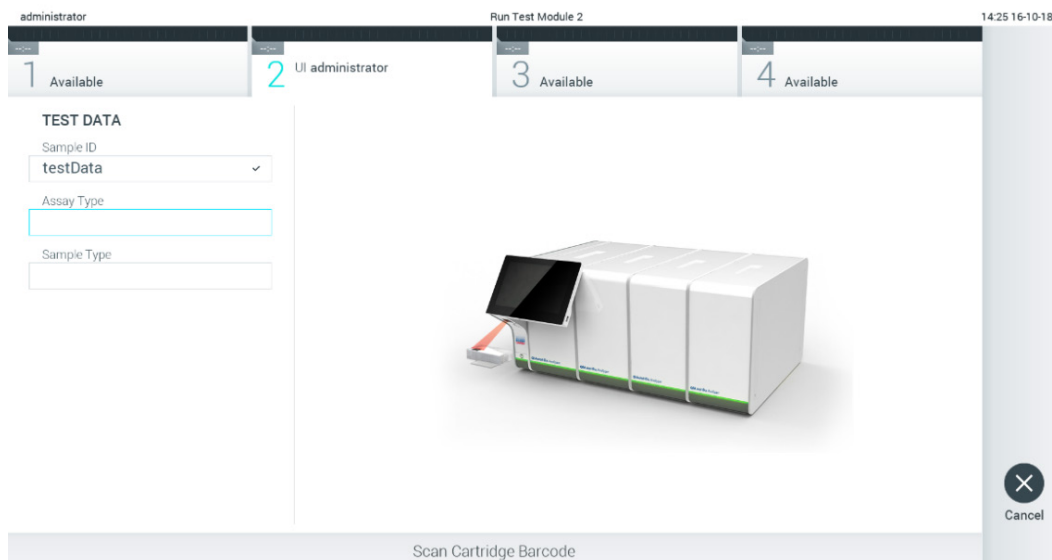 administrator
Run Test Module 2
14:25 16-10-18
--:--
1 Available
--:--
2 UI administrator
--:--
3 Available
--:--
4 Available
TEST DATA
Sample ID
testData
Assay Type
Sample Type
Cancel
Scan Cartridge Barcode